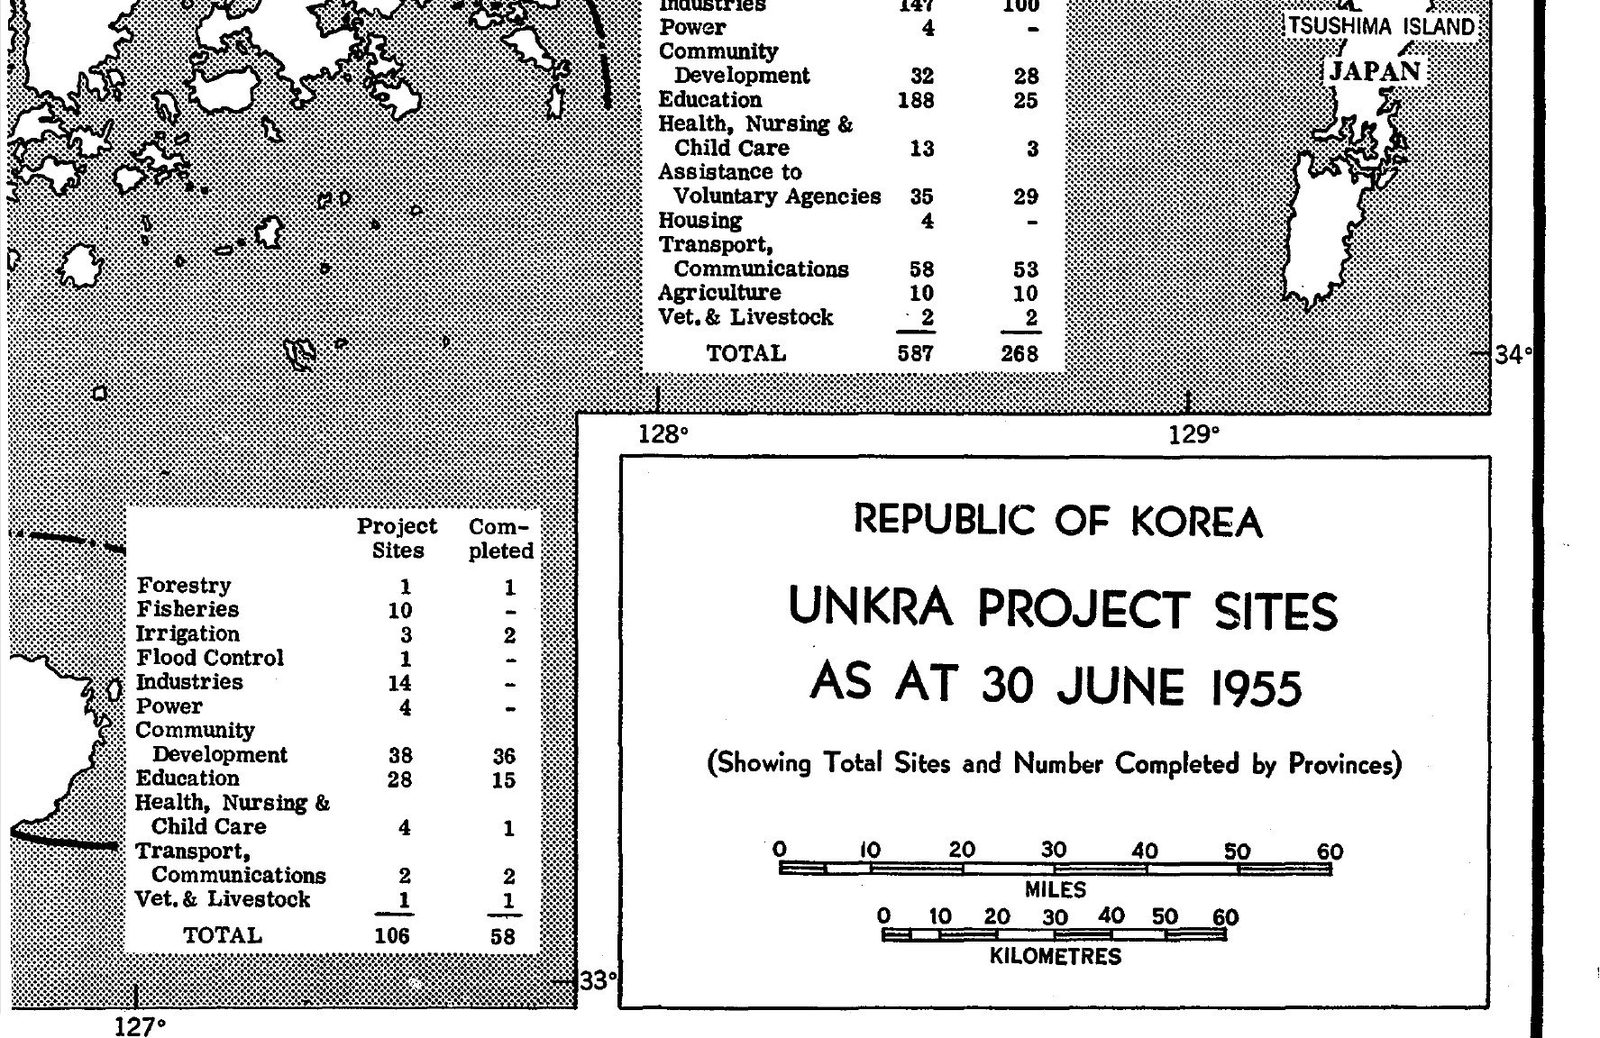 Industries 147 100
Power 4 -
Community
Development 32 28
Education 188 25
Health, Nursing &
Child Care 13 3
Assistance to
Voluntary Agencies 35 29
Housing 4 -
Transport,
Communications 58 53
Agriculture 10 10
Vet. & Livestock 2 2
TOTAL 587 268
TSUSHIMA ISLAND
JAPAN
34°
128° 129°
Project Com-
Sites pleted
Forestry 1 1
Fisheries 10 -
Irrigation 3 2
Flood Control 1 -
Industries 14 -
Power 4 -
Community
Development 38 36
Education 28 15
Health, Nursing &
Child Care 4 1
Transport,
Communications 2 2
Vet. & Livestock 1 1
TOTAL 106 58
33°
127°
REPUBLIC OF KOREA
UNKRA PROJECT SITES
AS AT 30 JUNE 1955
(Showing Total Sites and Number Completed by Provinces)
0 10 20 30 40 50 60
MILES
0 10 20 30 40 50 60
KILOMETRES